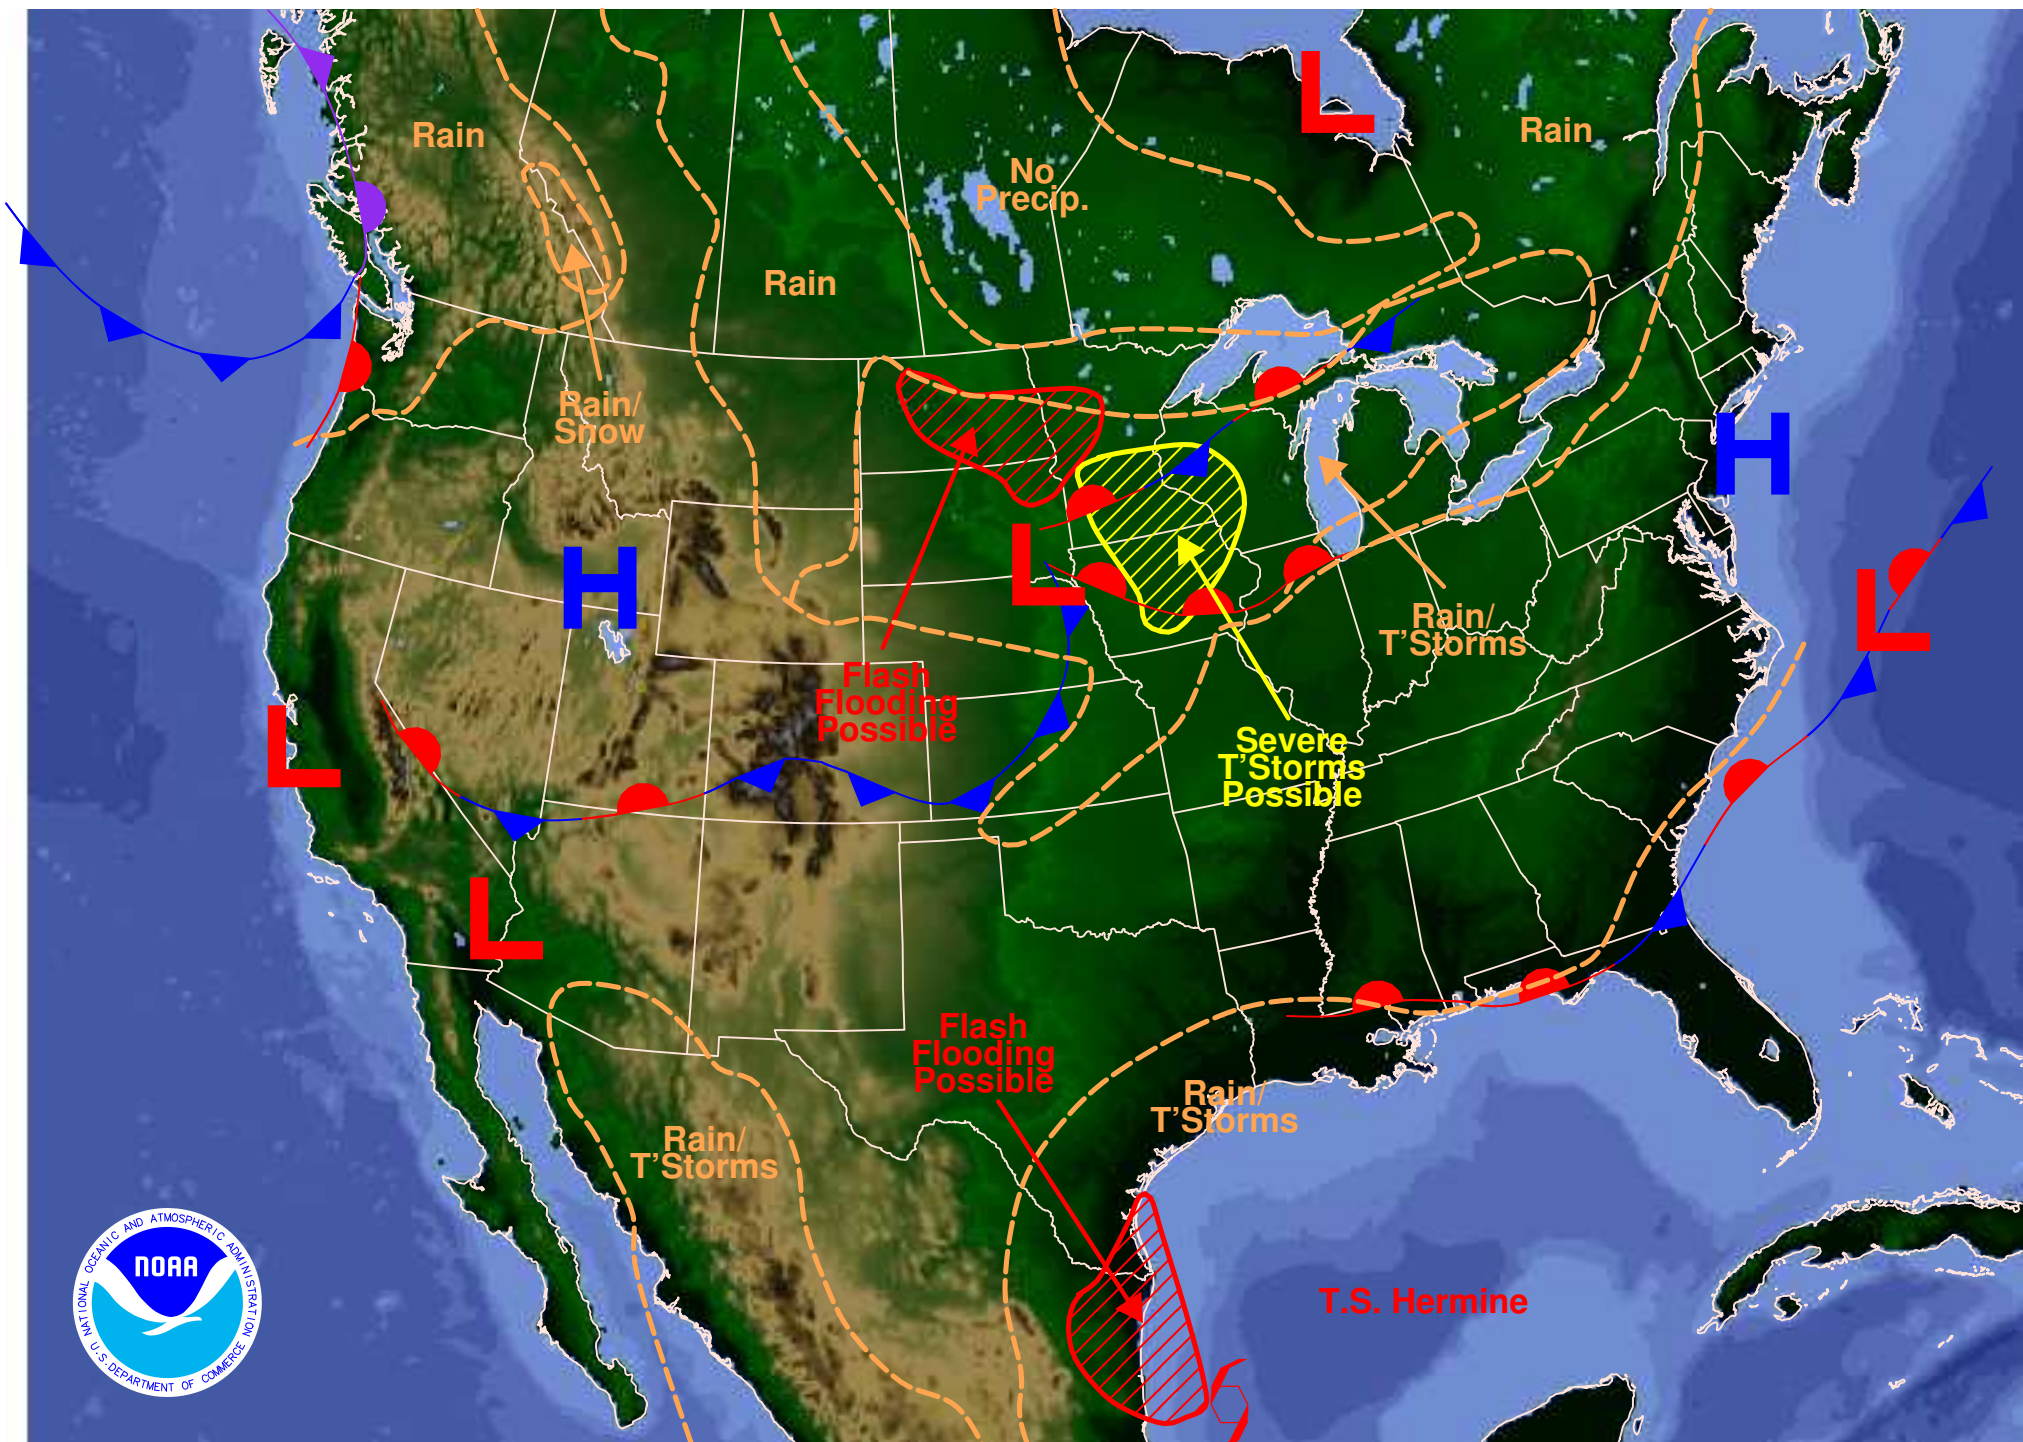 L
Rain
Rain
No
Precip.
Rain
Rain/
Snow
H
H
L
L
Rain/
T'Storms
Flash
Flooding
Possible
L
Severe
T'Storms
Possible
L
Flash
Flooding
Possible
Rain/
T'Storms
Rain/
T'Storms
T.S. Hermine
NATIONAL OCEANIC AND ATMOSPHERIC ADMINISTRATION
NOAA
U.S. DEPARTMENT OF COMMERCE